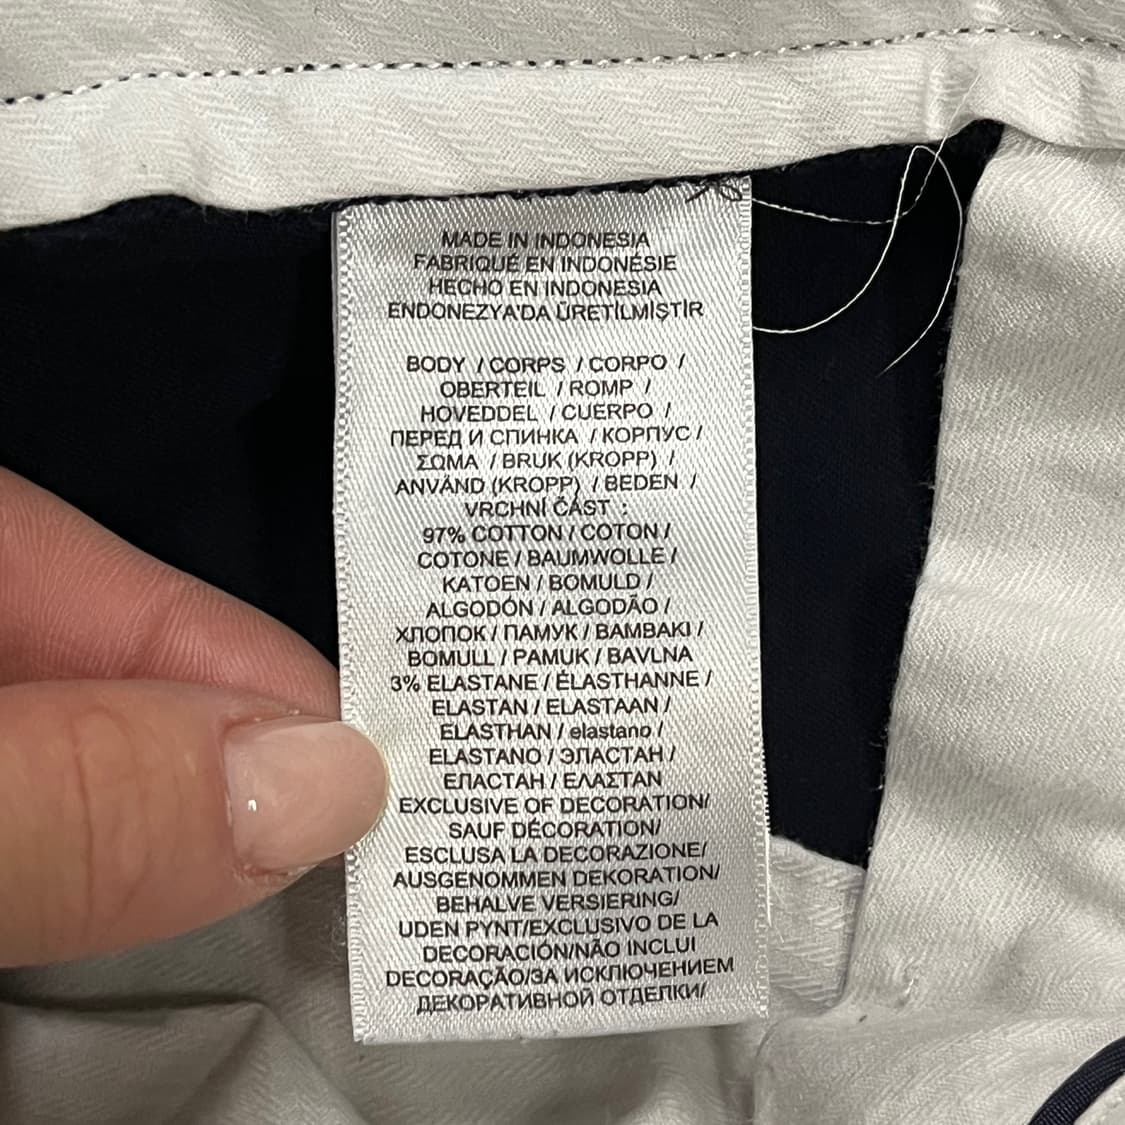 MADE IN INDONESIA
FABRIQUÉ EN INDONÉSIE
HECHO EN INDONESIA
ENDONEZYA'DA ÜRETİLMİŞTİR
BODY / CORPS / CORPO /
OBERTEIL / ROMP /
HOVEDDEL / CUERPO /
ПЕРЕД И СПИНКА / КОРПУС /
ΣΩΜΑ / BRUK (KROPP) /
ANVÄND (KROPP) / BEDEN /
VRCHNÍ ČÁST :
97% COTTON / COTON /
COTONE / BAUMWOLLE /
KATOEN / BOMULD /
ALGODÓN / ALGODÃO /
ХЛОПОК / ПАМУК / ΒΑΜΒΑΚΙ /
BOMULL / PAMUK / BAVLNA
3% ELASTANE / ÉLASTHANNE /
ELASTAN / ELASTAAN /
ELASTHAN / elastano /
ELASTANO / ЭЛАСТАН /
ЕЛАСТАН / ΕΛΑΣΤΑΝ
EXCLUSIVE OF DECORATION/
SAUF DÉCORATION/
ESCLUSA LA DECORAZIONE/
AUSGENOMMEN DEKORATION/
BEHALVE VERSIERING/
UDEN PYNT/EXCLUSIVO DE LA
DECORACIÓN/NÃO INCLUI
DECORAÇÃO/ЗА ИСКЛЮЧЕНИЕМ
ДЕКОРАТИВНОЙ ОТДЕЛКИ/